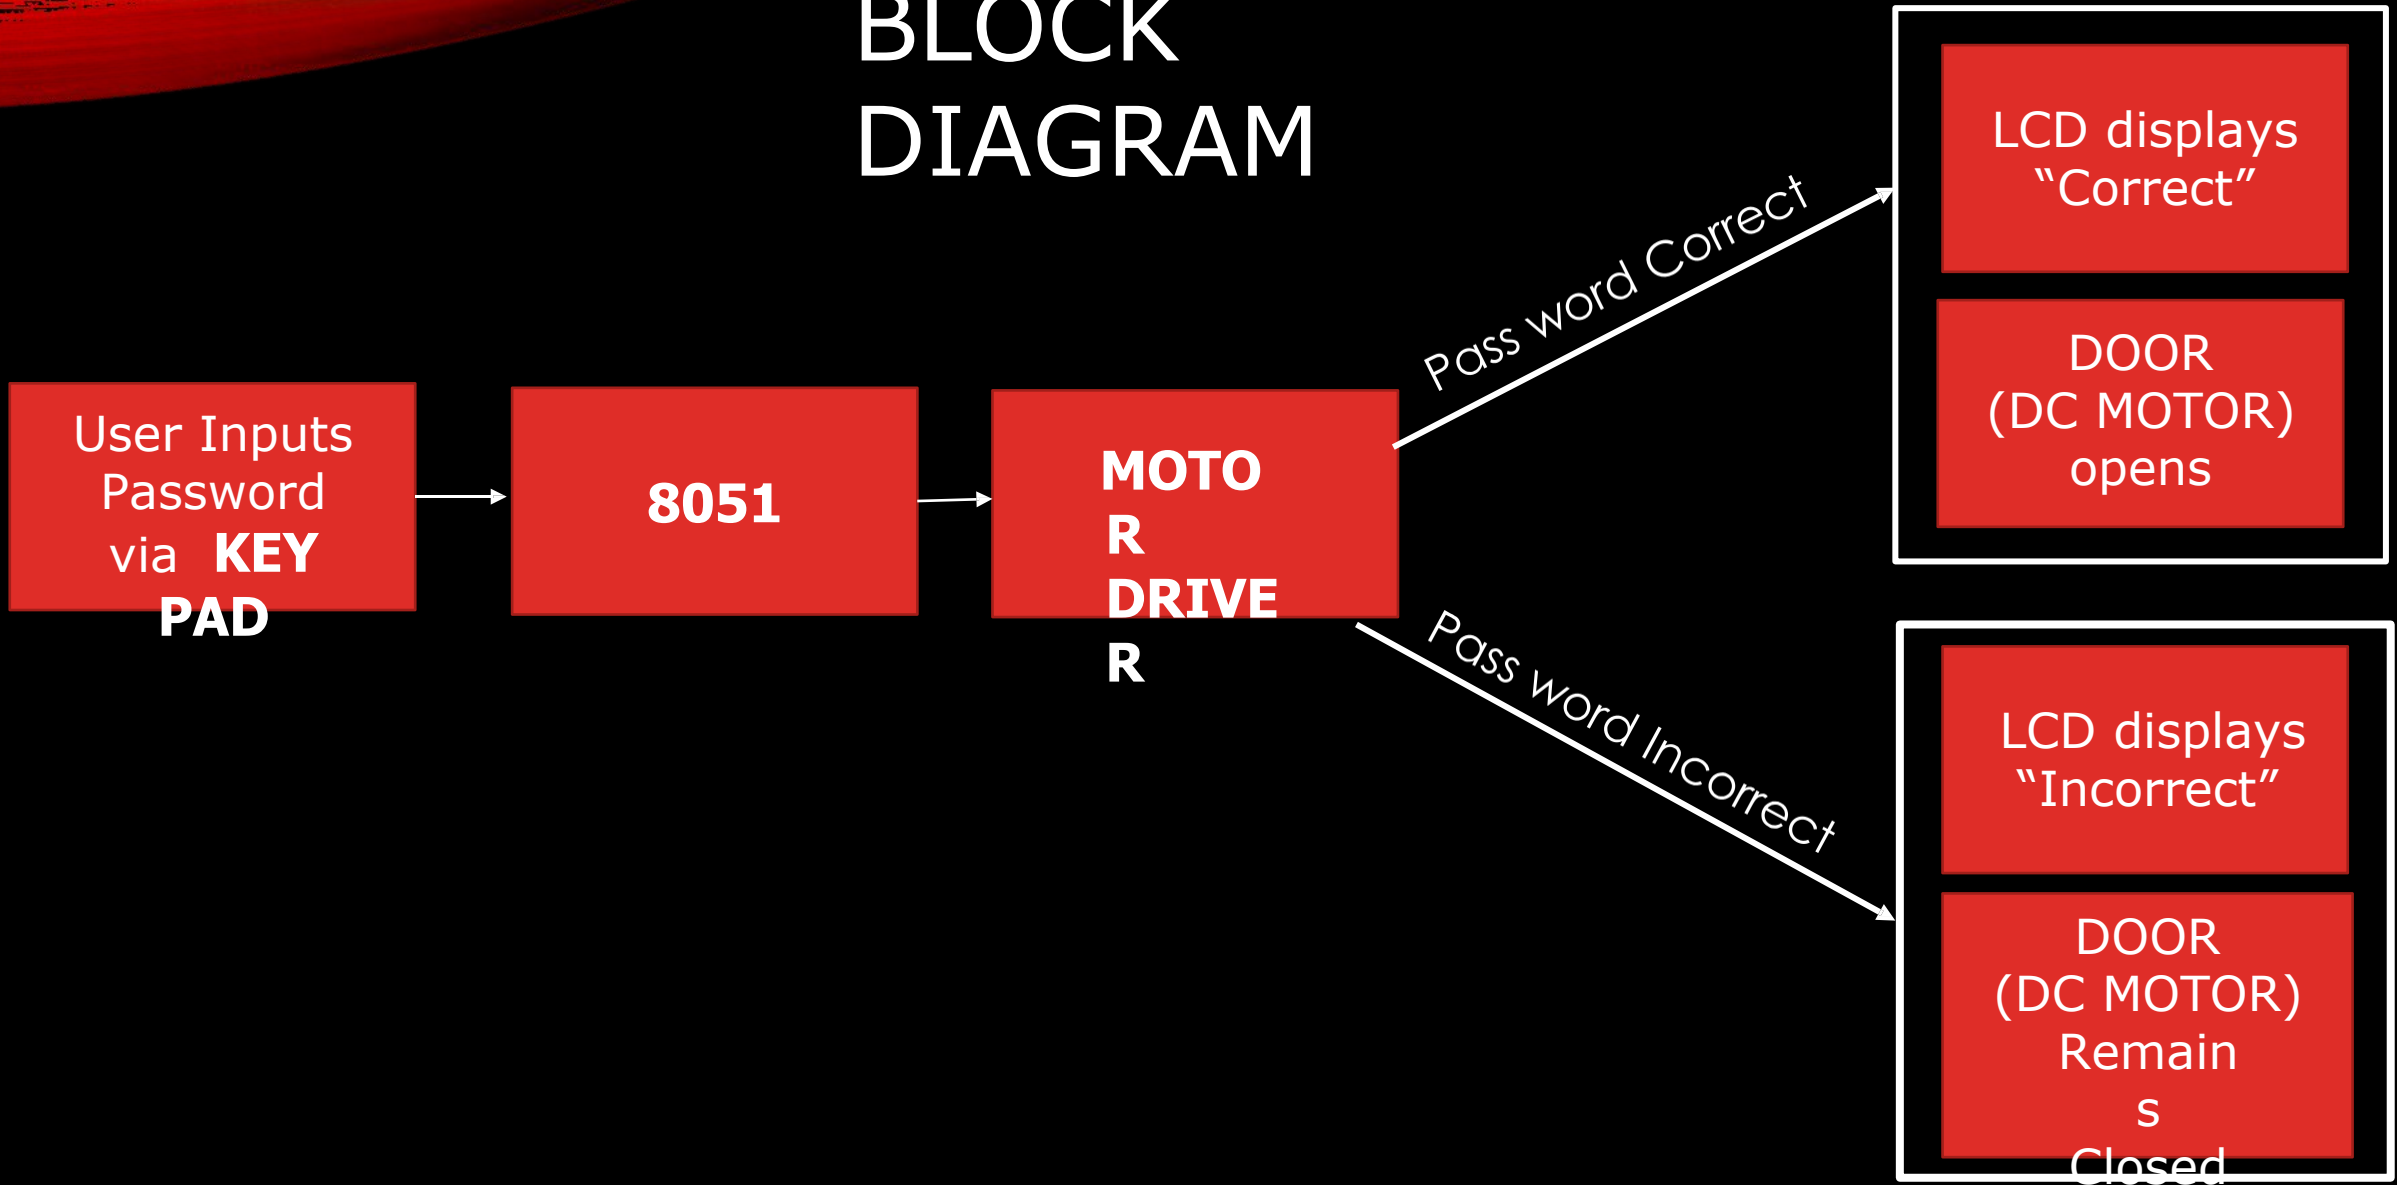 BLOCK
DIAGRAM
User Inputs
Password
via KEY
PAD
8051
MOTO
R
DRIVE
R
Pass word Correct
LCD displays
“Correct”
DOOR
(DC MOTOR)
opens
Pass word Incorrect
LCD displays
“Incorrect”
DOOR
(DC MOTOR)
Remain
s
Closed